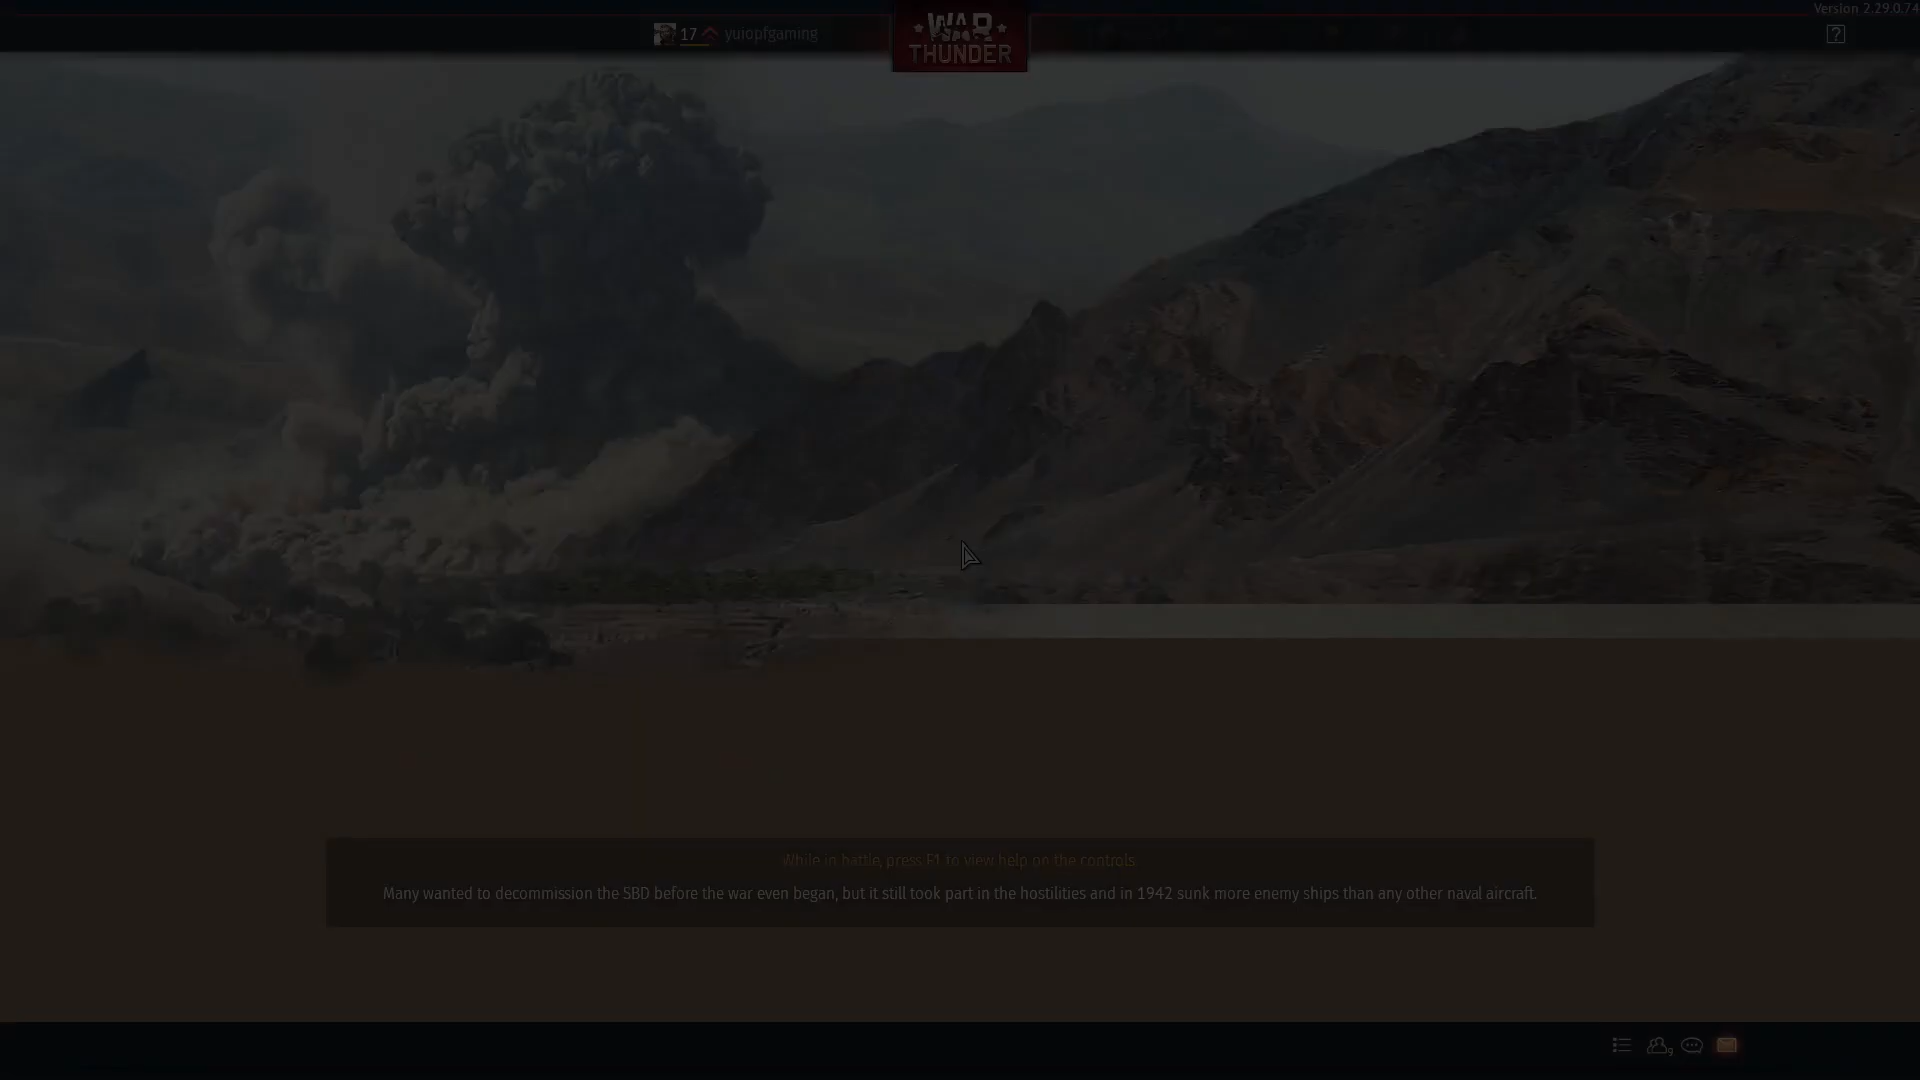 Version 2.29.0.74
17 yuiopfgaming
WAR
THUNDER
?
While in battle, press F1 to view help on the controls
Many wanted to decommission the SBD before the war even began, but it still took part in the hostilities and in 1942 sunk more enemy ships than any other naval aircraft.
9